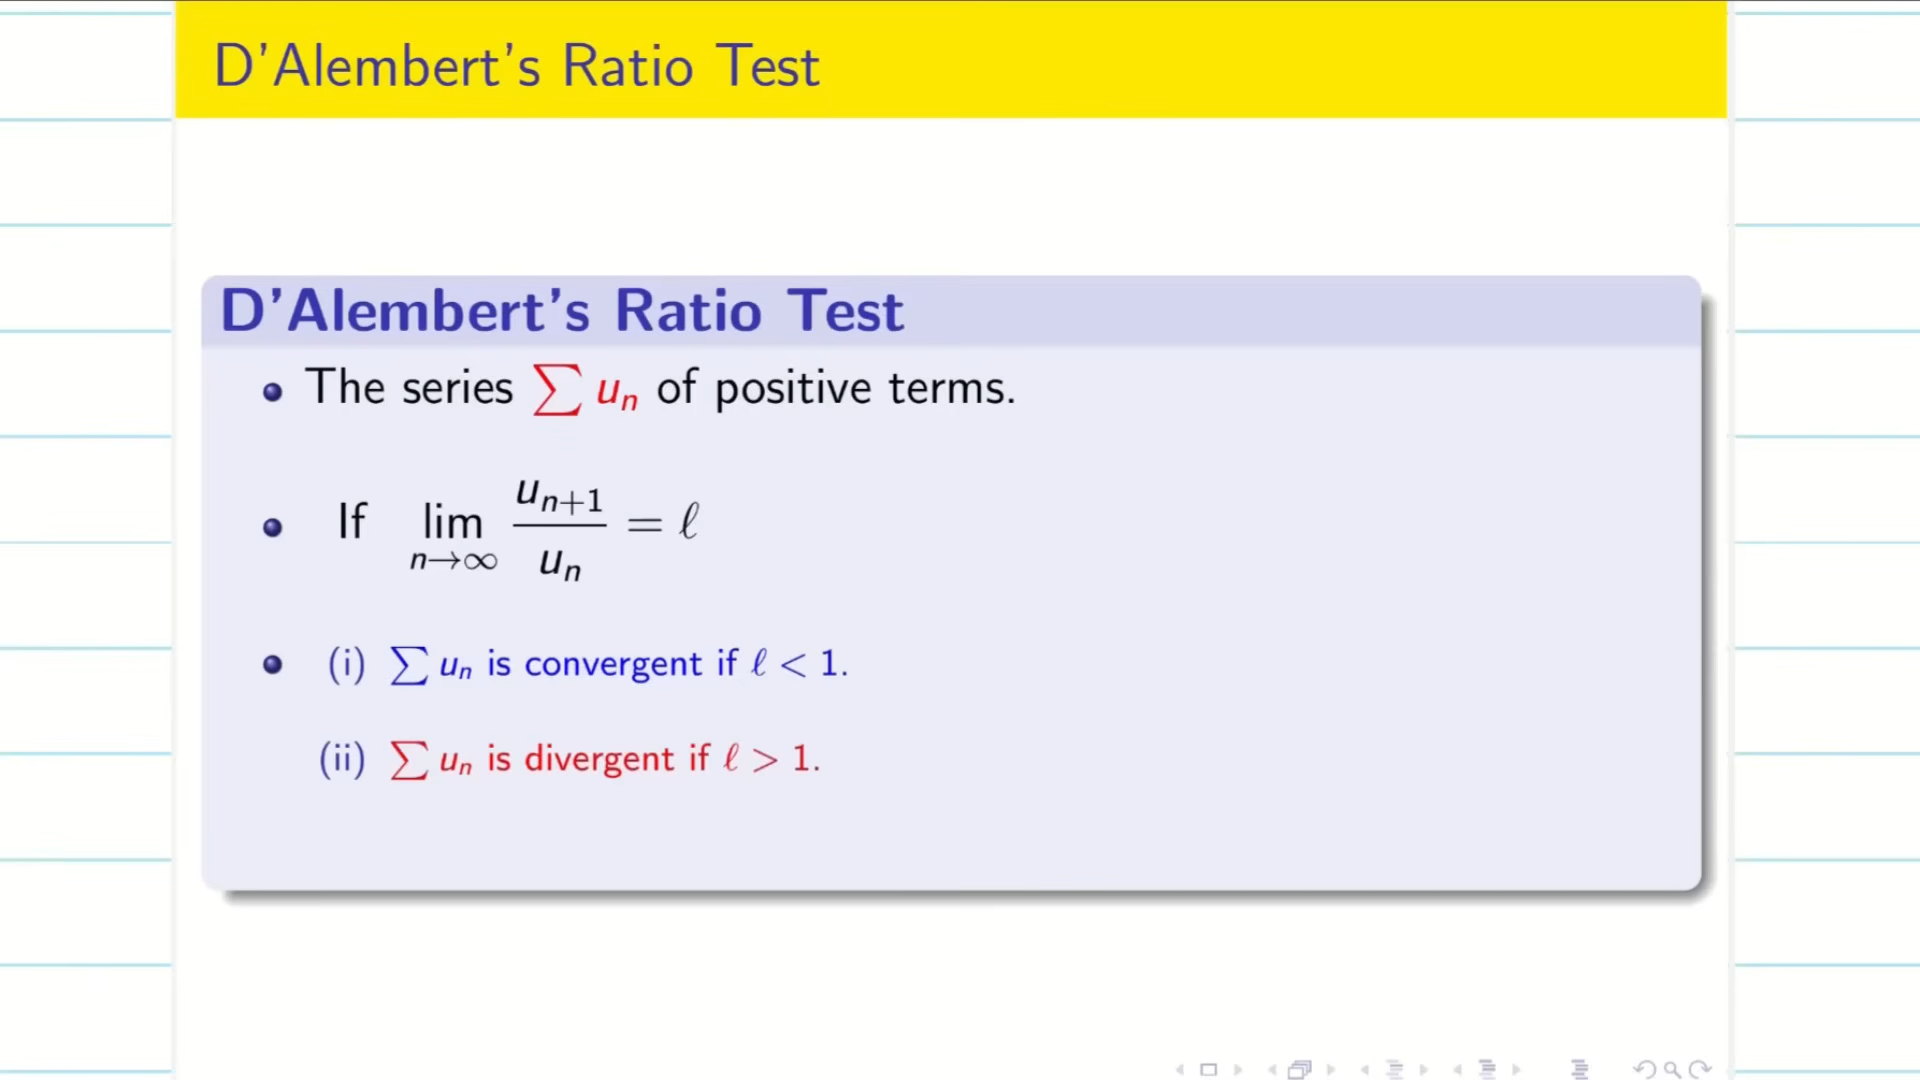 D'Alembert's Ratio Test
D'Alembert's Ratio Test
The series ∑ uₙ of positive terms.
If lim n→∞ uₙ₊₁ / uₙ = ℓ
(i) ∑ uₙ is convergent if ℓ < 1.
(ii) ∑ uₙ is divergent if ℓ > 1.